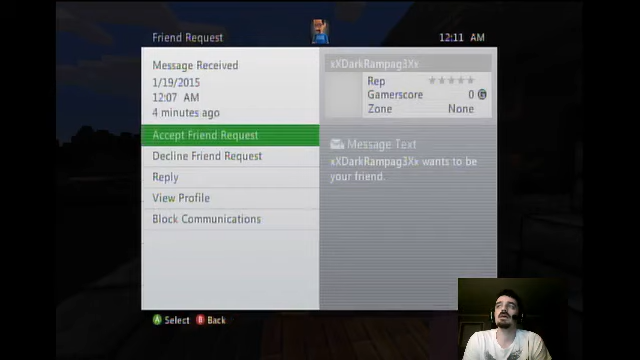 Friend Request
12:11 AM
Message Received
1/19/2015
12:07 AM
4 minutes ago
Accept Friend Request
Decline Friend Request
Reply
View Profile
Block Communications
xXDarkRampag3Xx
Rep
Gamerscore 0 G
Zone None
Message Text
xXDarkRampag3Xx wants to be
your friend.
A Select B Back